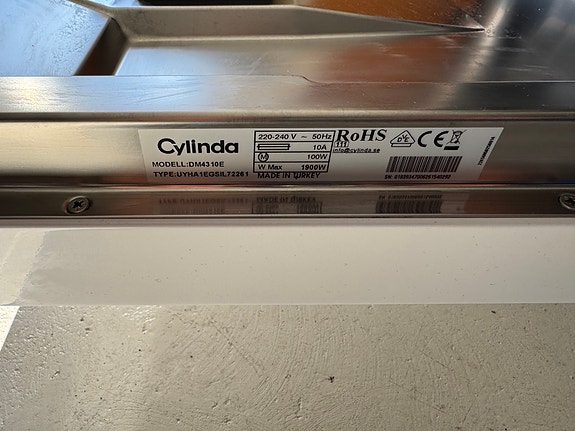 Cylinda
MODELL:DM4310E
TYPE:UYHA1EGSIL72261
220-240 V ~ 50Hz
10A
M 100W
W Max 1900W
MADE IN TURKEY
RoHS
info@cylinda.se
CE